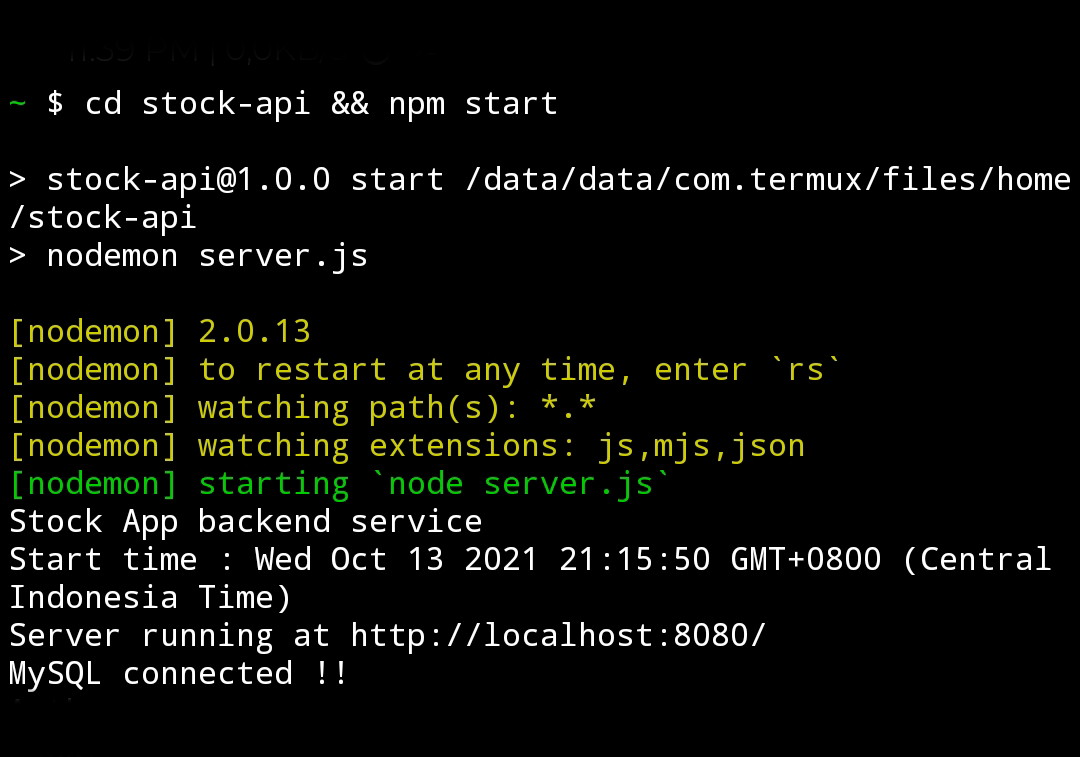 ~ $ cd stock-api && npm start
> stock-api@1.0.0 start /data/data/com.termux/files/home
/stock-api
> nodemon server.js
[nodemon] 2.0.13
[nodemon] to restart at any time, enter `rs`
[nodemon] watching path(s): *.*
[nodemon] watching extensions: js,mjs,json
[nodemon] starting `node server.js`
Stock App backend service
Start time : Wed Oct 13 2021 21:15:50 GMT+0800 (Central
Indonesia Time)
Server running at http://localhost:8080/
MySQL connected !!